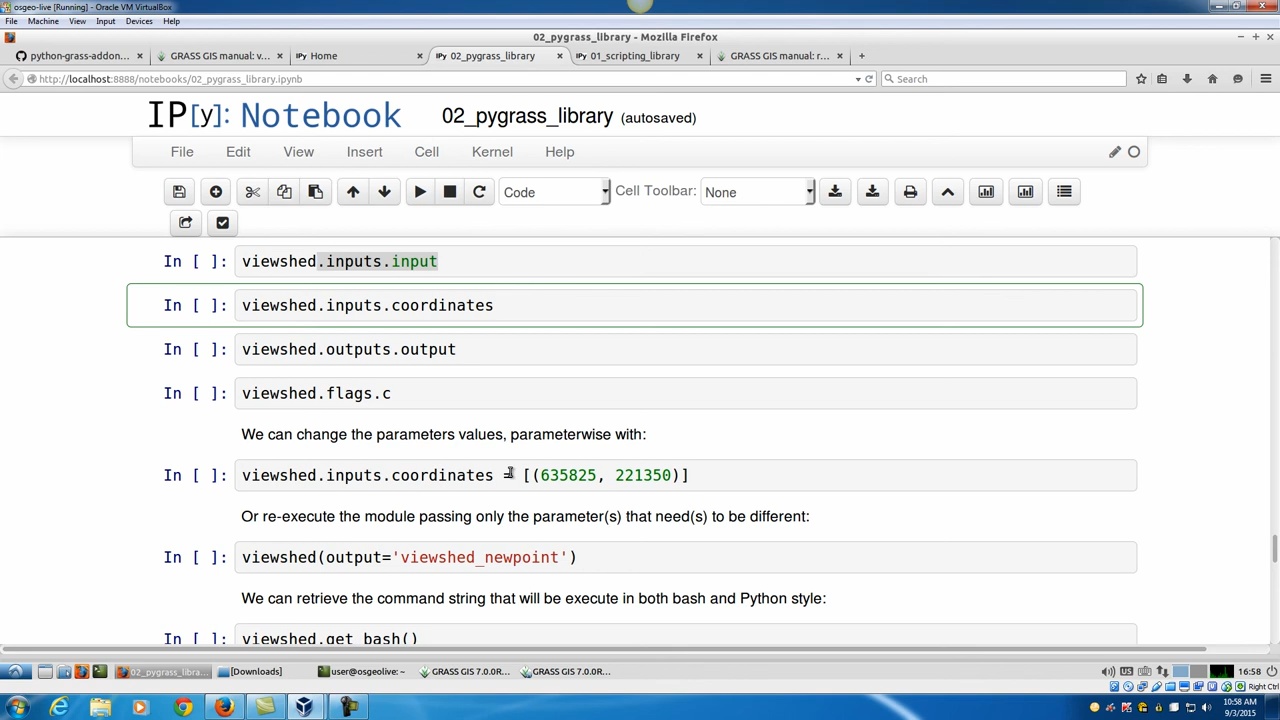 osgeo-live [Running] - Oracle VM VirtualBox
File Machine View Input Devices Help
02_pygrass_library - Mozilla Firefox
python-grass-addon... GRASS GIS manual: v... IPy Home IPy 02_pygrass_library IPy 01_scripting_library GRASS GIS manual: r...
http://localhost:8888/notebooks/02_pygrass_library.ipynb Search
IP[y]: Notebook 02_pygrass_library (autosaved)
File Edit View Insert Cell Kernel Help
Code Cell Toolbar: None
In [ ]: viewshed.inputs.input
In [ ]: viewshed.inputs.coordinates
In [ ]: viewshed.outputs.output
In [ ]: viewshed.flags.c
We can change the parameters values, parameterwise with:
In [ ]: viewshed.inputs.coordinates = [(635825, 221350)]
Or re-execute the module passing only the parameter(s) that need(s) to be different:
In [ ]: viewshed(output='viewshed_newpoint')
We can retrieve the command string that will be execute in both bash and Python style:
In [ ]: viewshed.get_bash()
02_pygrass_libra... [Downloads] user@osgeolive: ~ GRASS GIS 7.0.0R... GRASS GIS 7.0.0R... US 16:58
Right Ctrl
10:58 AM
9/3/2015